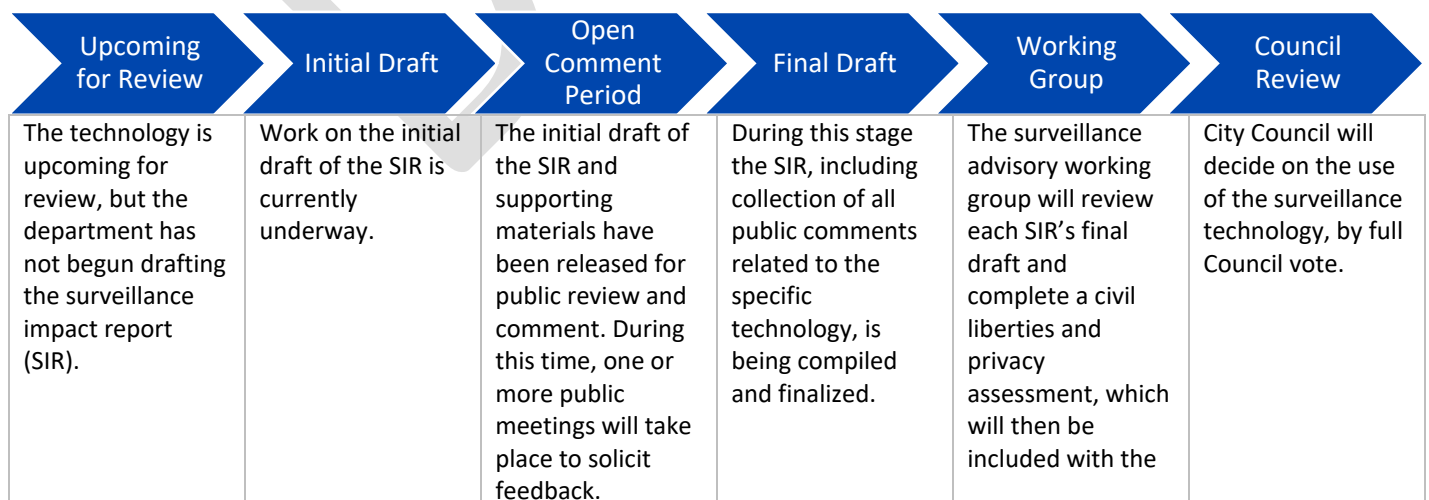 Upcoming
for Review
Initial Draft
Open
Comment
Period
Final Draft
Working
Group
Council
Review
The technology is
upcoming for
review, but the
department has
not begun drafting
the surveillance
impact report
(SIR).
Work on the initial
draft of the SIR is
currently
underway.
The initial draft of
the SIR and
supporting
materials have
been released for
public review and
comment. During
this time, one or
more public
meetings will take
place to solicit
feedback.
During this stage
the SIR, including
collection of all
public comments
related to the
specific
technology, is
being compiled
and finalized.
The surveillance
advisory working
group will review
each SIR’s final
draft and
complete a civil
liberties and
privacy
assessment, which
will then be
included with the
City Council will
decide on the use
of the surveillance
technology, by full
Council vote.